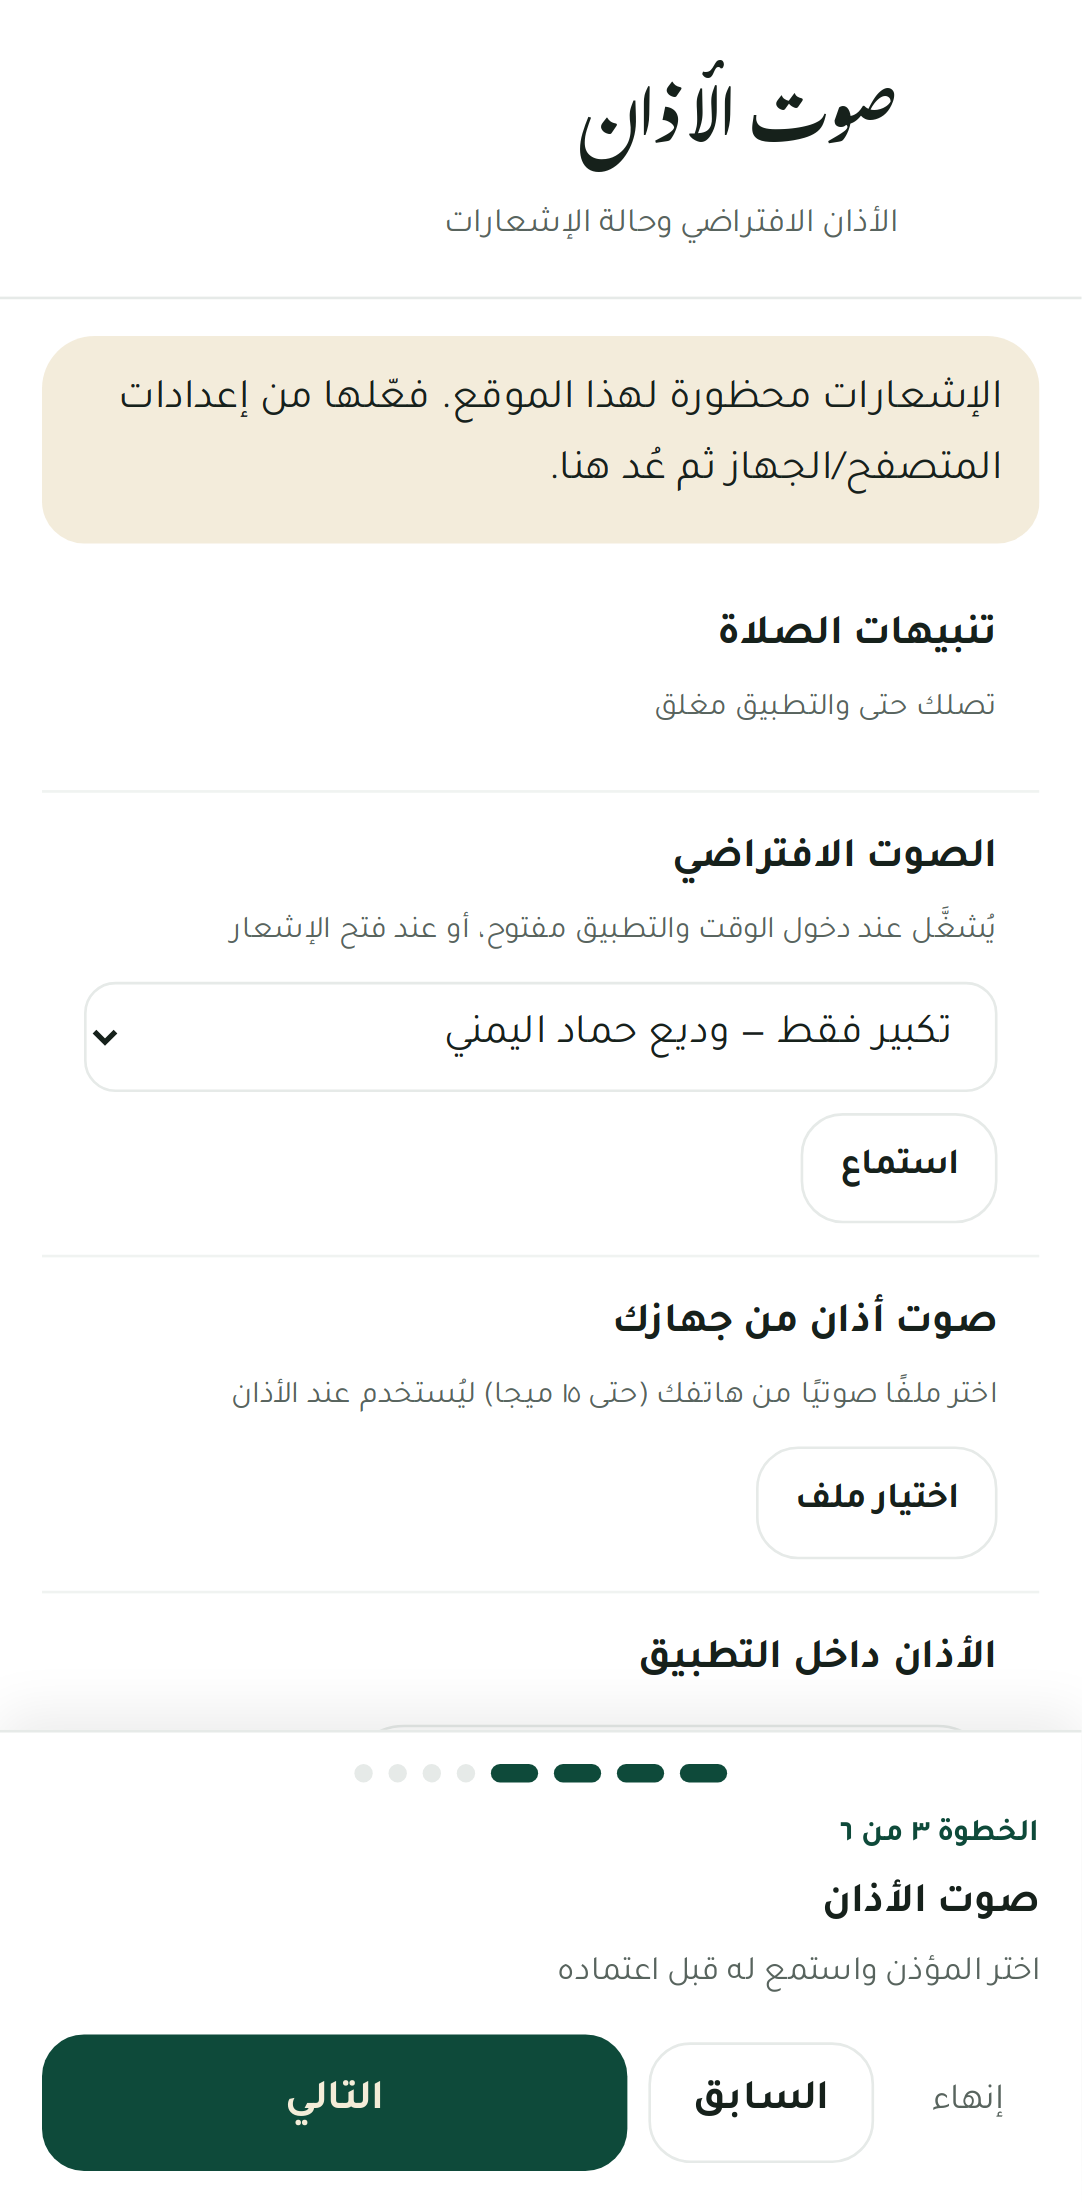 صوت الأذان
الأذان الافتراضي وحالة الإشعارات
الإشعارات محظورة لهذا الموقع. فعّلها من إعدادات
المتصفح/الجهاز ثم عُد هنا.
تنبيهات الصلاة
تصلك حتى والتطبيق مغلق
الصوت الافتراضي
يُشغَّل عند دخول الوقت والتطبيق مفتوح، أو عند فتح الإشعار
تكبير فقط – وديع حماد اليمني
استماع
صوت أذان من جهازك
اختر ملفًا صوتيًا من هاتفك (حتى ١٥ ميجا) ليُستخدم عند الأذان
اختيار ملف
الأذان داخل التطبيق
الخطوة ٣ من ٦
صوت الأذان
اختر المؤذن واستمع له قبل اعتماده
إنهاء
السابق
التالي